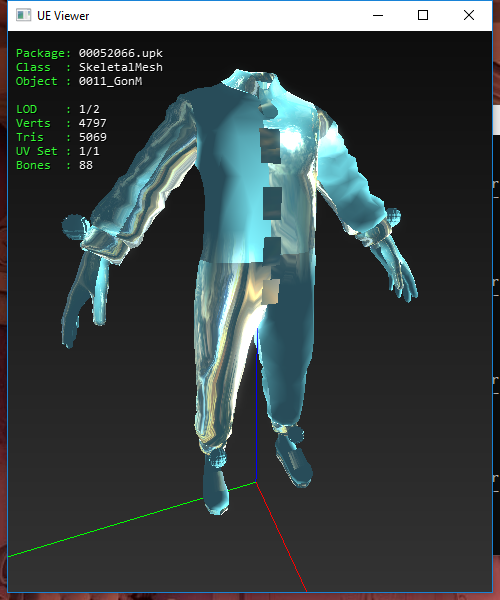 UE Viewer
Package: 00052066.upk
Class  : SkeletalMesh
Object : 0011_GonM
LOD    : 1/2
Verts  : 4797
Tris   : 5069
UV Set : 1/1
Bones  : 88